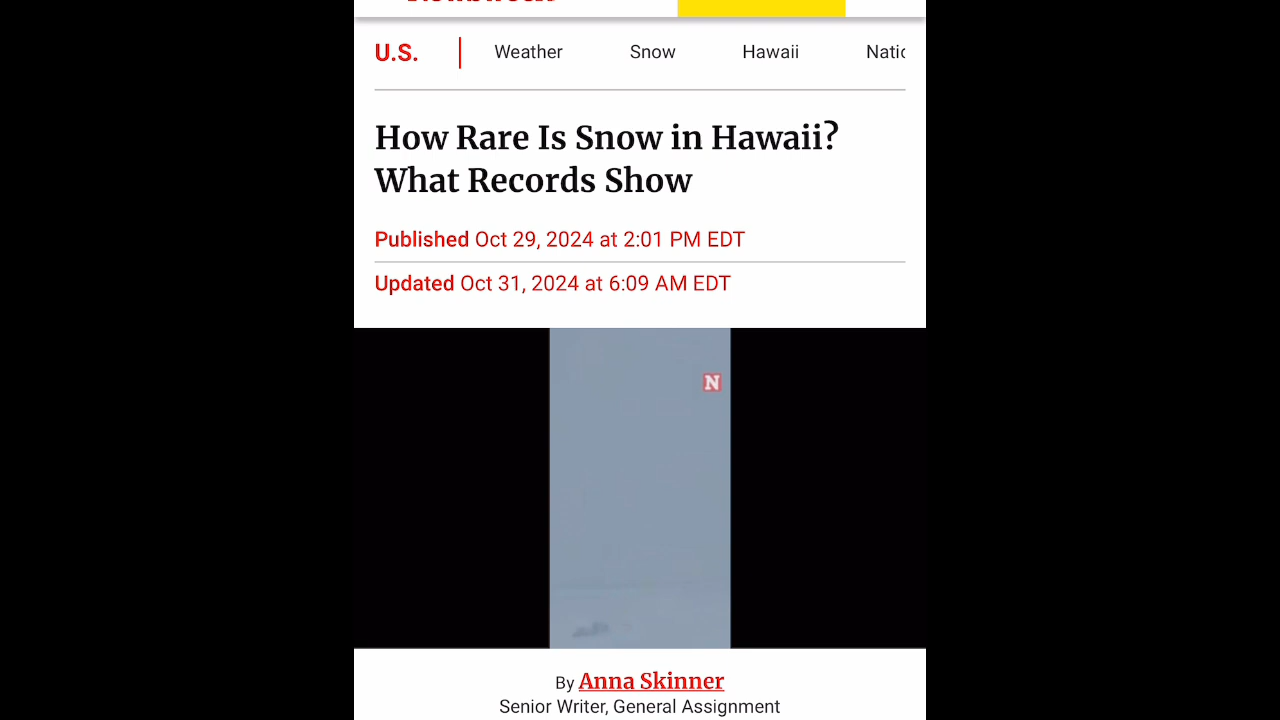 U.S. Weather Snow Hawaii
How Rare Is Snow in Hawaii?
What Records Show
Published Oct 29, 2024 at 2:01 PM EDT
Updated Oct 31, 2024 at 6:09 AM EDT
N
By Anna Skinner
Senior Writer, General Assignment